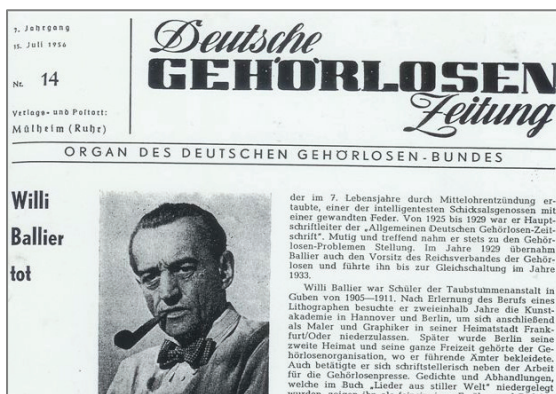 7. Jahrgang
15. Juli 1956
Nr. 14
Verlags- und Postort:
Mülheim (Ruhr)
Deutsche
GEHÖRLOSEN
Zeitung
ORGAN DES DEUTSCHEN GEHÖRLOSEN-BUNDES
Willi
Ballier
tot
der im 7. Lebensjahre durch Mittelohrentzündung er-
taubte, einer der intelligentesten Schicksalsgenossen mit
einer gewandten Feder. Von 1925 bis 1929 war er Haupt-
schriftleiter der „Allgemeinen Deutschen Gehörlosen-Zeit-
schrift". Mutig und treffend nahm er stets zu den Gehör-
losen-Problemen Stellung. Im Jahre 1929 übernahm
Ballier auch den Vorsitz des Reichsverbandes der Gehör-
losen und führte ihn bis zur Gleichschaltung im Jahre
1933.
Willi Ballier war Schüler der Taubstummenanstalt in
Guben von 1905—1911. Nach Erlernung des Berufes eines
Lithographen besuchte er zweieinhalb Jahre die Kunst-
akademie in Hannover und Berlin, um sich anschließend
als Maler und Graphiker in seiner Heimatstadt Frank-
furt/Oder niederzulassen. Später wurde Berlin seine
zweite Heimat und seine ganze Freizeit gehörte der Ge-
hörlosenorganisation, wo er führende Ämter bekleidete.
Auch betätigte er sich schriftstellerisch neben der Arbeit
für die Gehörlosenpresse. Gedichte und Abhandlungen,
welche im Buch „Lieder aus stiller Welt" niedergelegt